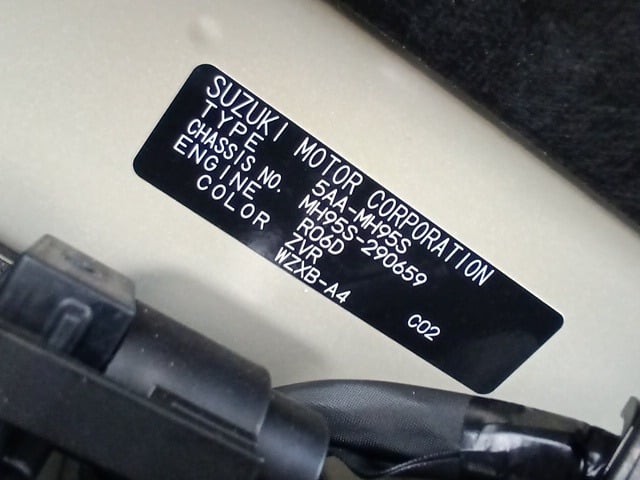 SUZUKI MOTOR CORPORATION
TYPE 5AA-MH95S
CHASSIS NO. MH95S-290659
ENGINE R06D
COLOR ZVR
WZXB-A4 C02